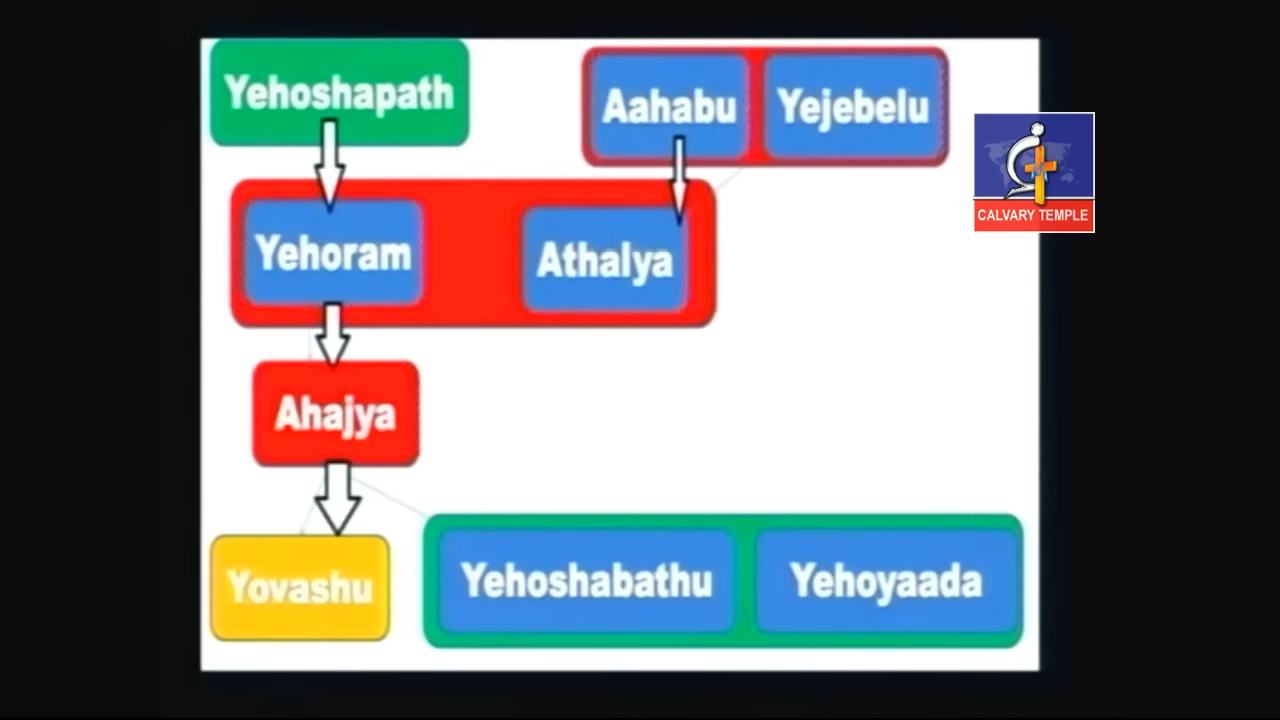 Yehoshapath
Aahabu
Yejebelu
CALVARY TEMPLE
Yehoram
Athalya
Ahajya
Yovashu
Yehoshabathu
Yehoyaada